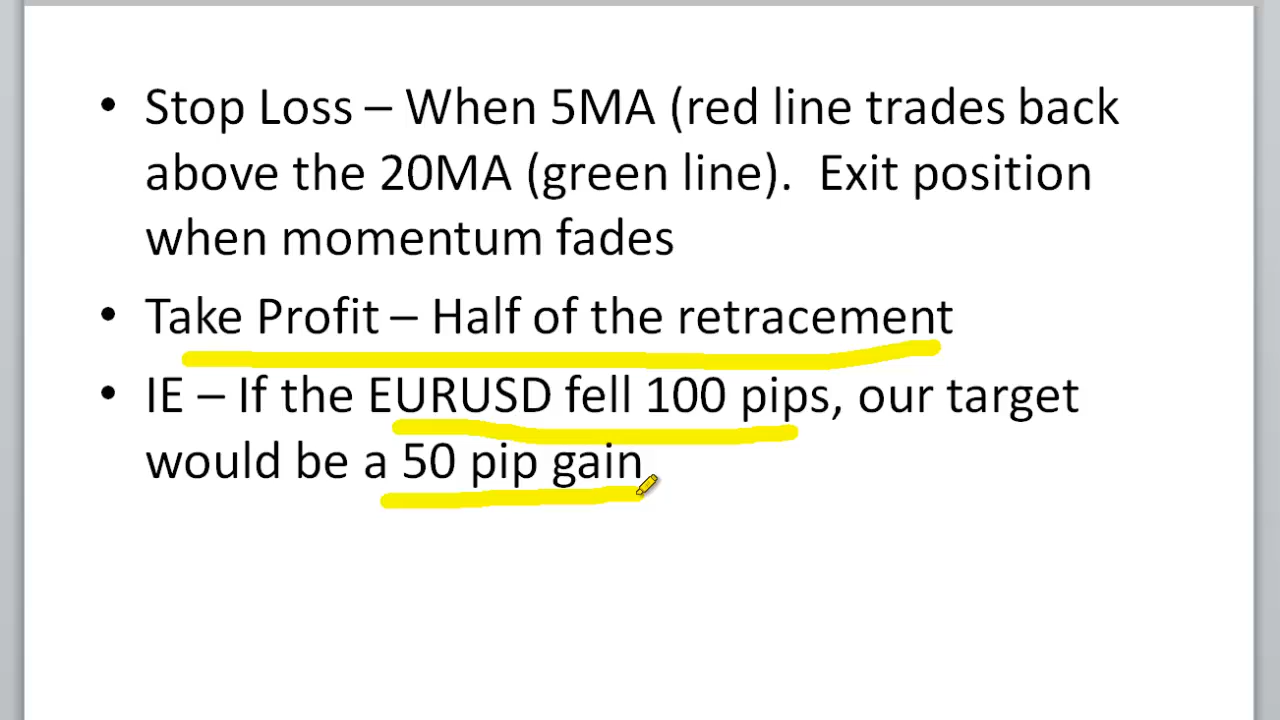 • Stop Loss – When 5MA (red line trades back
above the 20MA (green line).  Exit position
when momentum fades
• Take Profit – Half of the retracement
• IE – If the EURUSD fell 100 pips, our target
would be a 50 pip gain